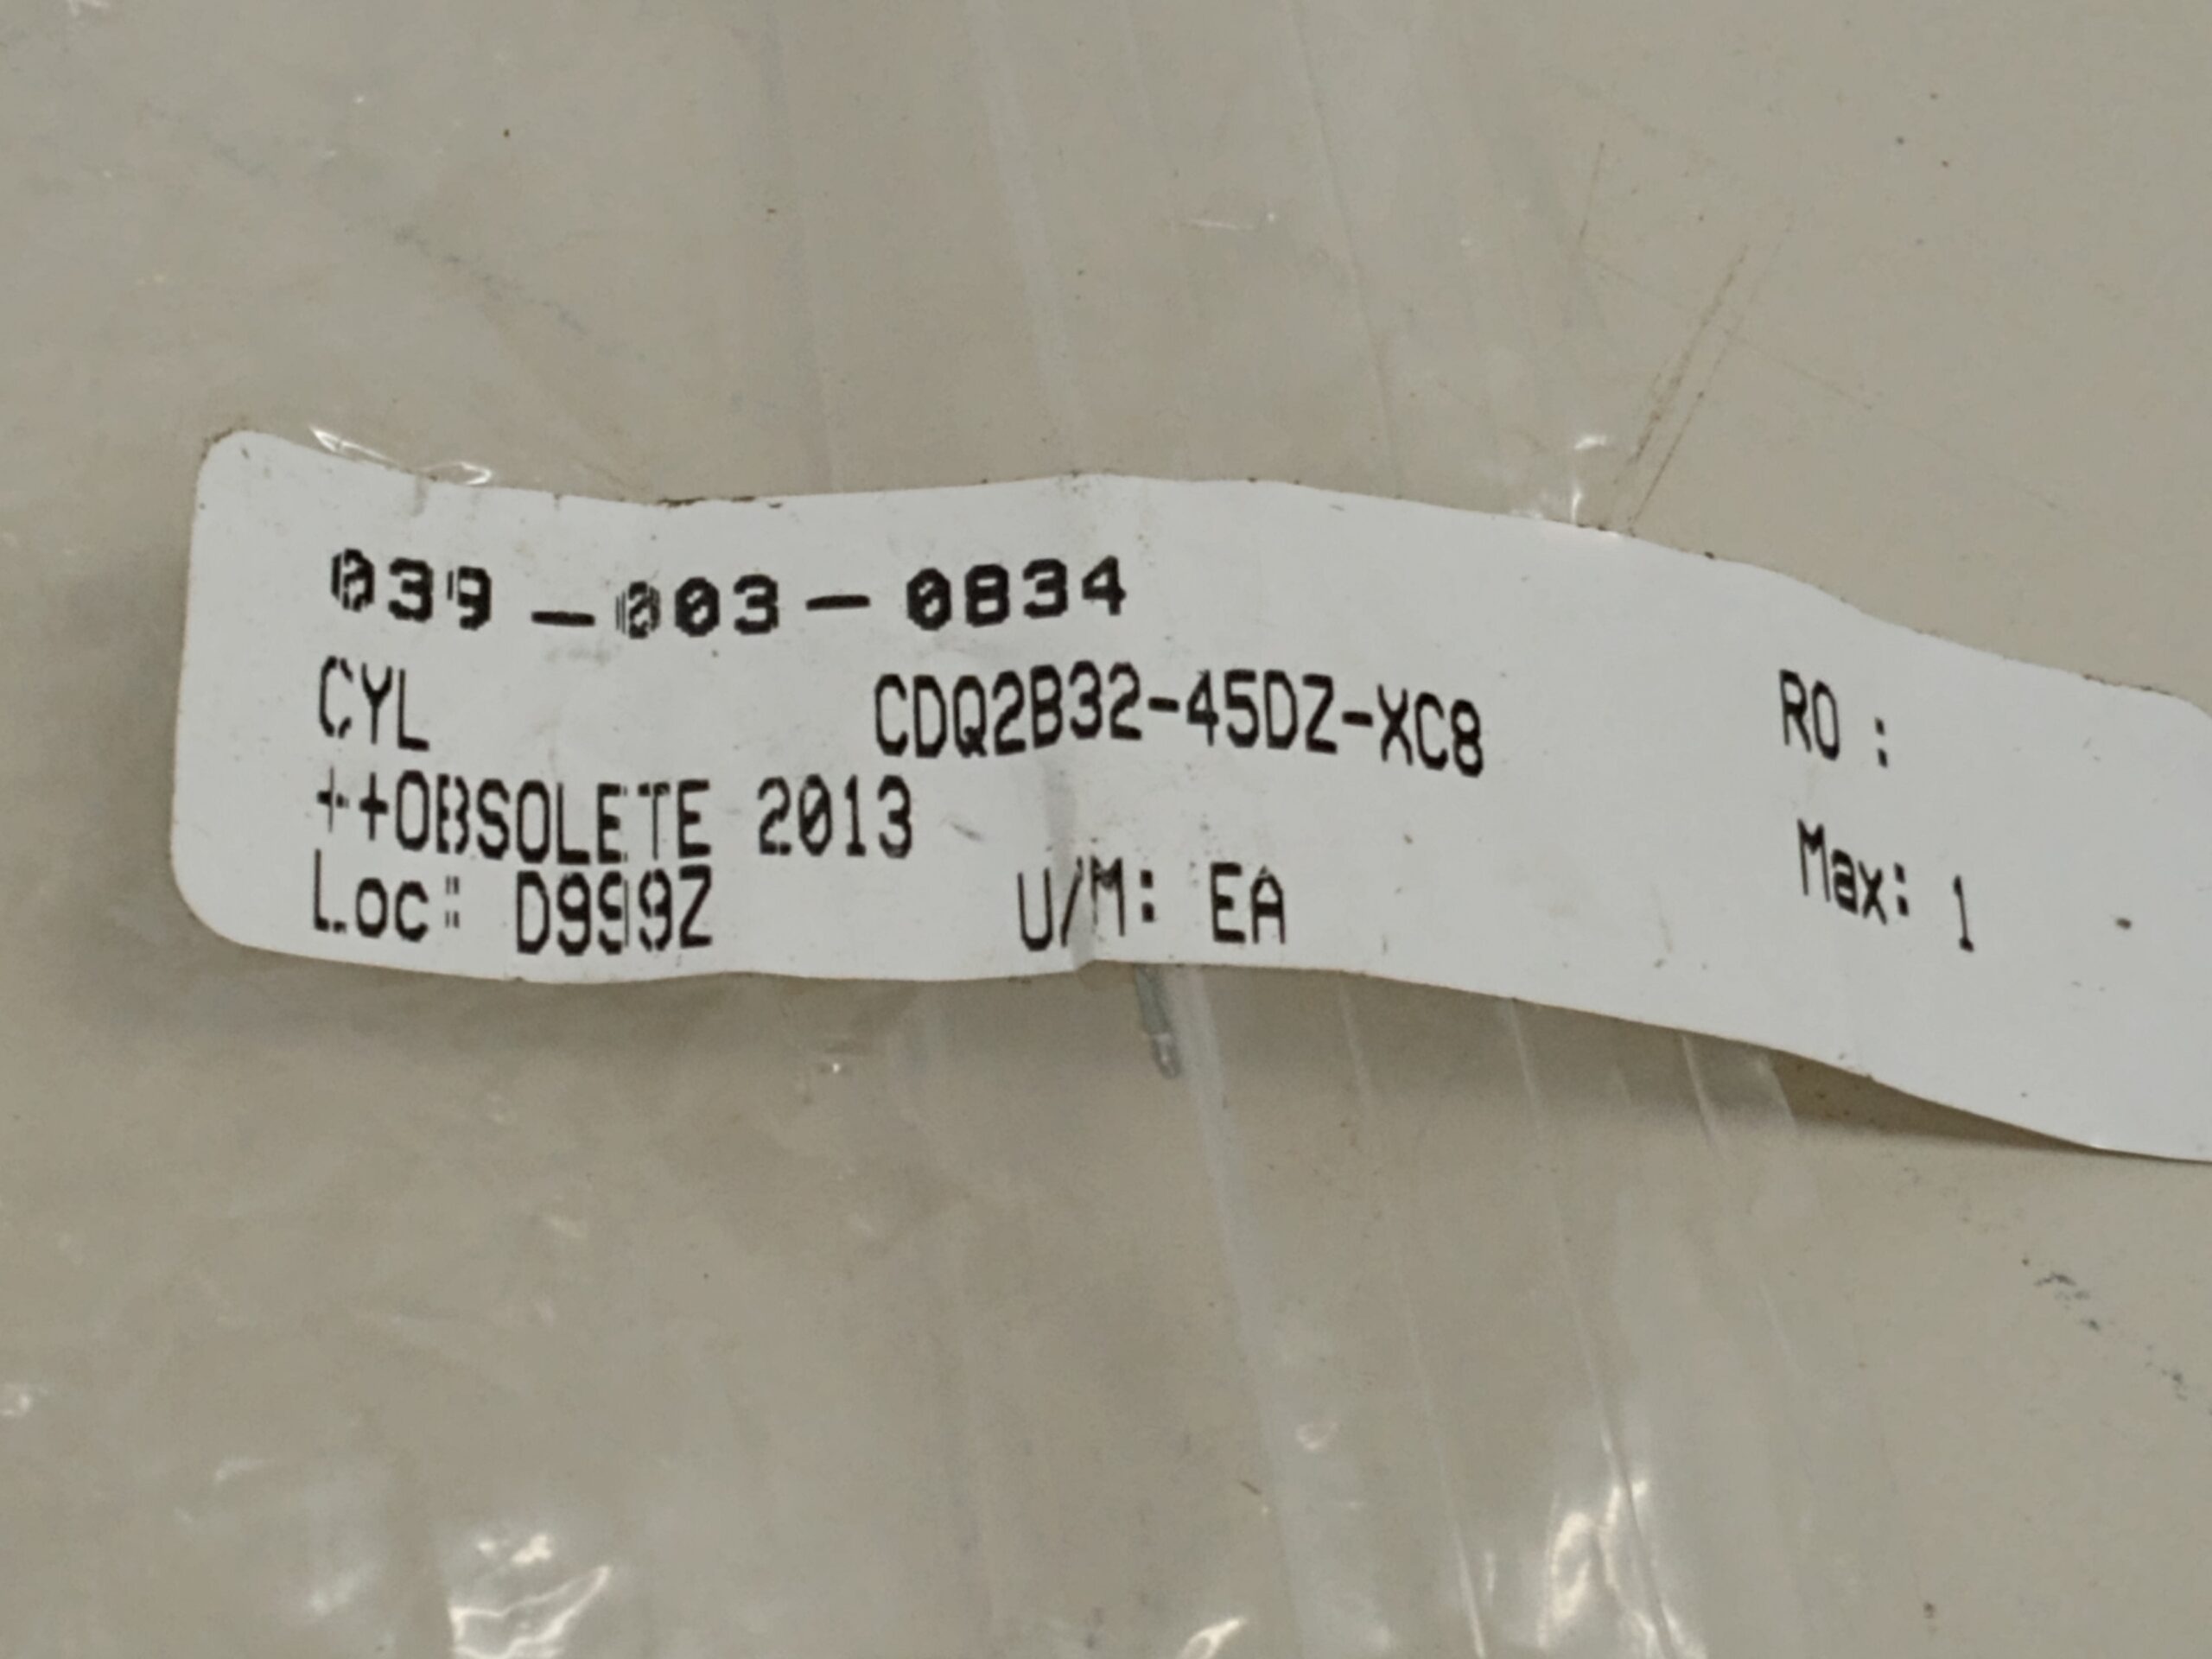 039-003-0834
CYL CDQ2B32-45DZ-XC8 RO :
++OBSOLETE 2013
Loc: D999Z U/M: EA Max: 1